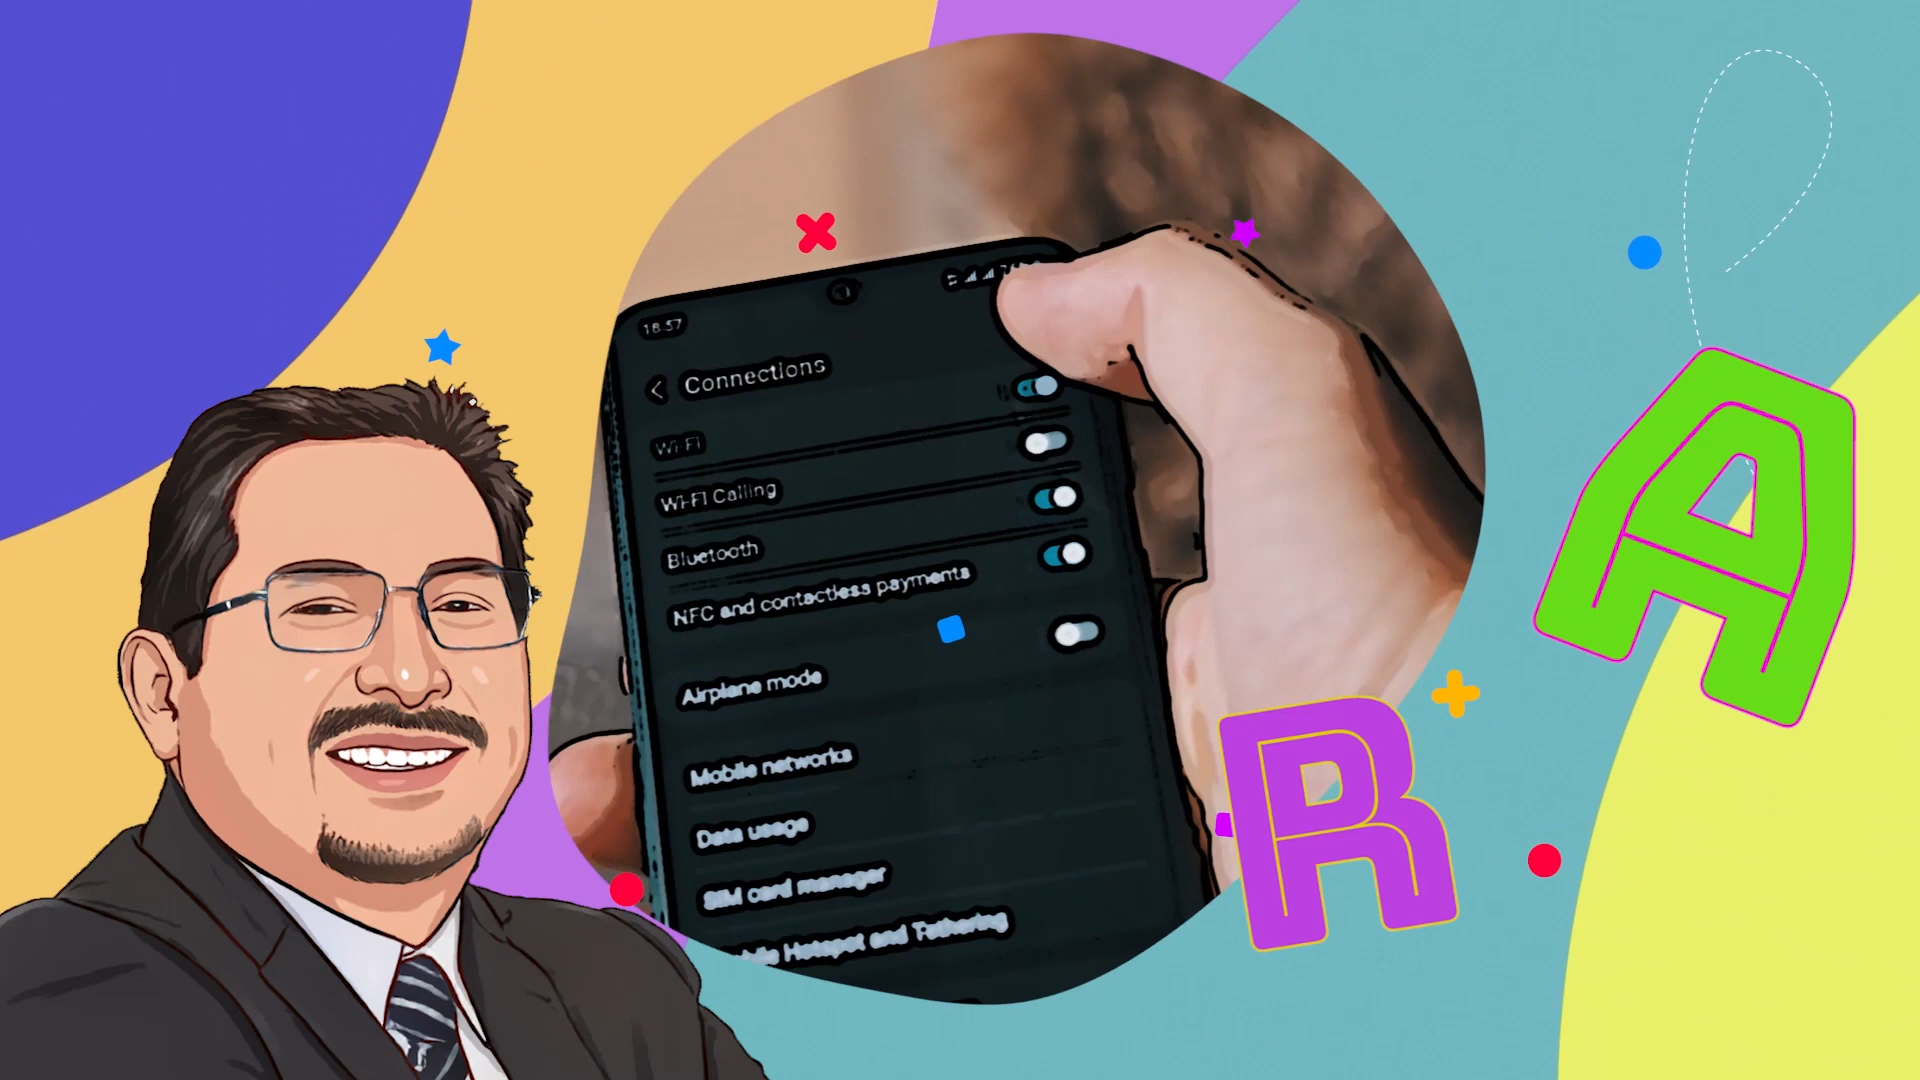 18:57
Connections
Wi-Fi
Wi-Fi Calling
Bluetooth
NFC and contactless payments
Airplane mode
Mobile networks
Data usage
SIM card manager
Hotspot and Tethering
A
R